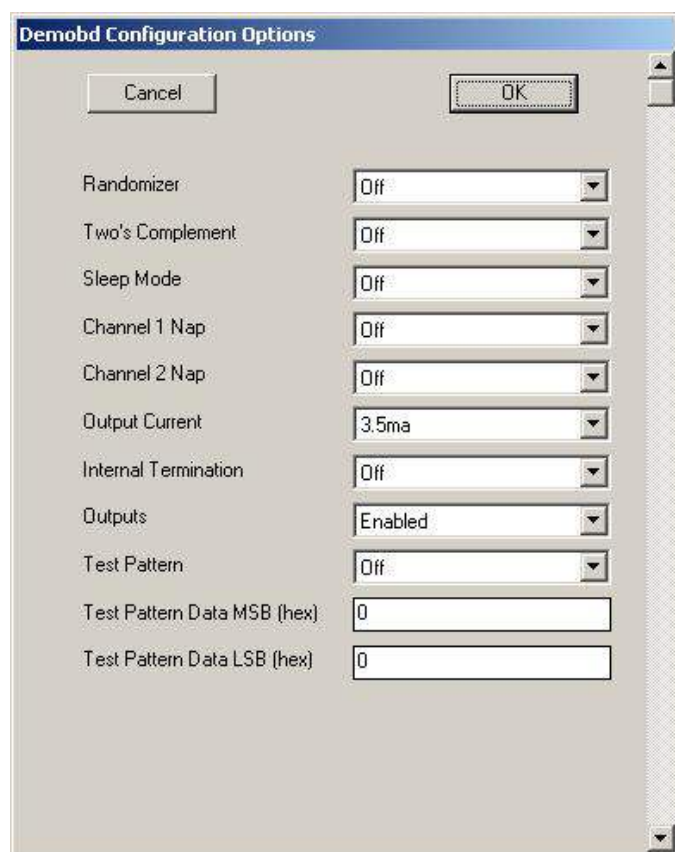 Demobd Configuration Options
Cancel OK
Randomizer Off
Two's Complement Off
Sleep Mode Off
Channel 1 Nap Off
Channel 2 Nap Off
Output Current 3.5ma
Internal Termination Off
Outputs Enabled
Test Pattern Off
Test Pattern Data MSB (hex) 0
Test Pattern Data LSB (hex) 0